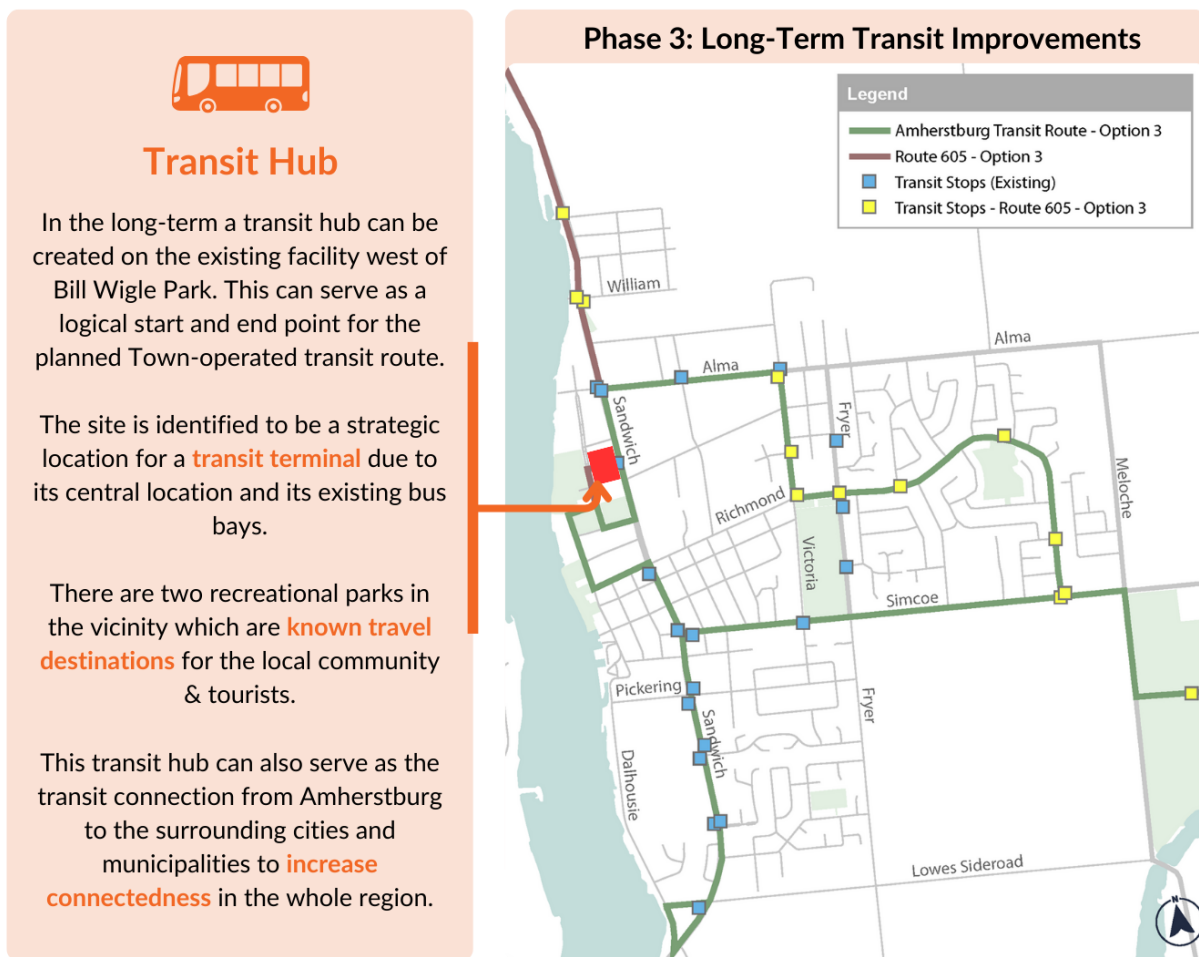 Transit Hub
In the long-term a transit hub can be
created on the existing facility west of
Bill Wigle Park. This can serve as a
logical start and end point for the
planned Town-operated transit route.
The site is identified to be a strategic
location for a transit terminal due to
its central location and its existing bus
bays.
There are two recreational parks in
the vicinity which are known travel
destinations for the local community
& tourists.
This transit hub can also serve as the
transit connection from Amherstburg
to the surrounding cities and
municipalities to increase
connectedness in the whole region.
Phase 3: Long-Term Transit Improvements
Legend
Amherstburg Transit Route - Option 3
Route 605 - Option 3
Transit Stops (Existing)
Transit Stops - Route 605 - Option 3
William
Alma
Alma
Sandwich
Fryer
Meloche
Richmond
Victoria
Simcoe
Pickering
Sandwich
Fryer
Dalhousie
Lowes Sideroad
N